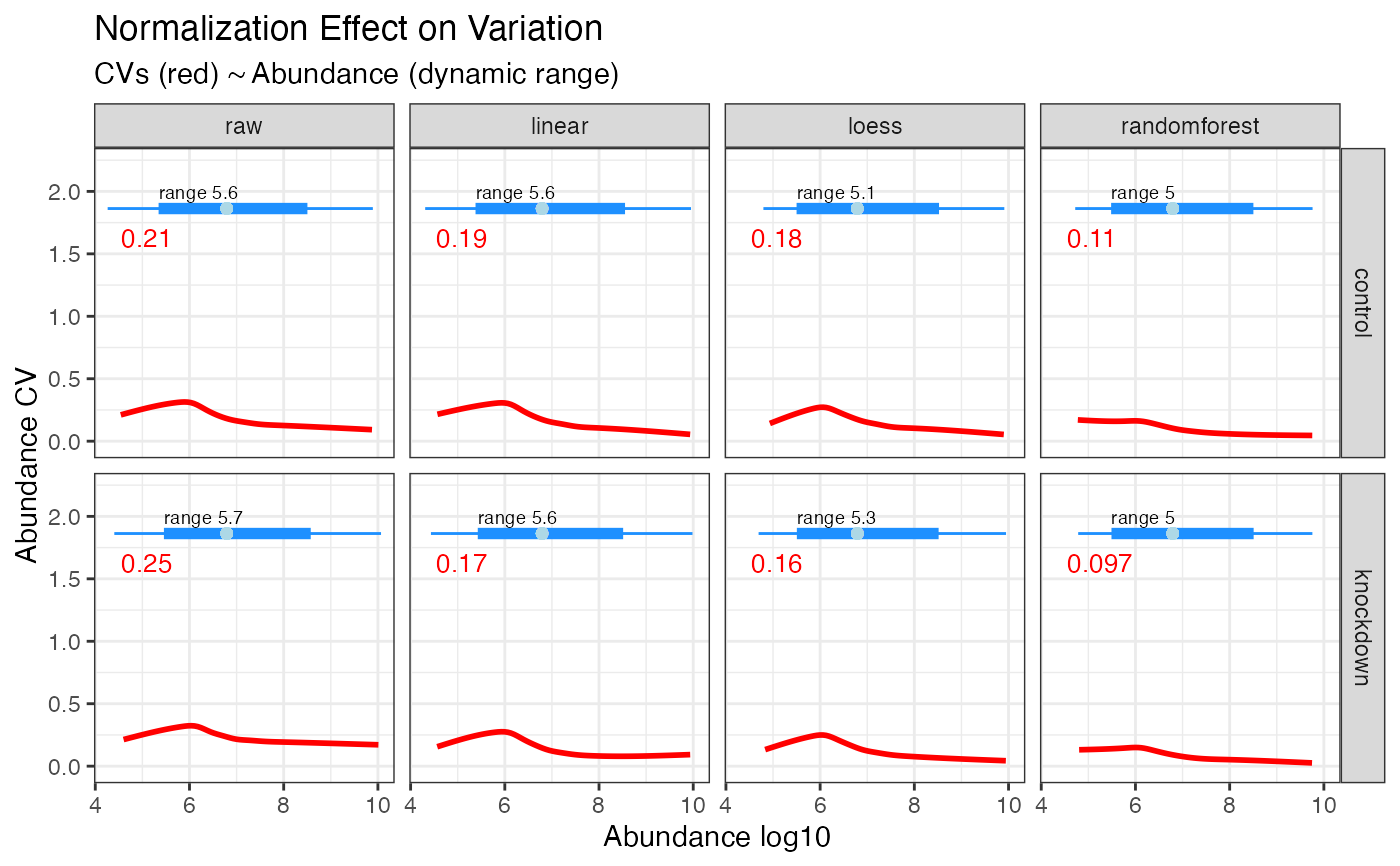 Normalization Effect on Variation
CVs (red) ~ Abundance (dynamic range)
raw
linear
loess
randomforest
2.0
1.5
1.0
0.5
0.0
range 5.6
0.21
range 5.6
0.19
range 5.1
0.18
range 5
0.11
control
2.0
1.5
1.0
0.5
0.0
range 5.7
0.25
range 5.6
0.17
range 5.3
0.16
range 5
0.097
knockdown
Abundance CV
4 6 8 10
4 6 8 10
4 6 8 10
4 6 8 10
Abundance log10